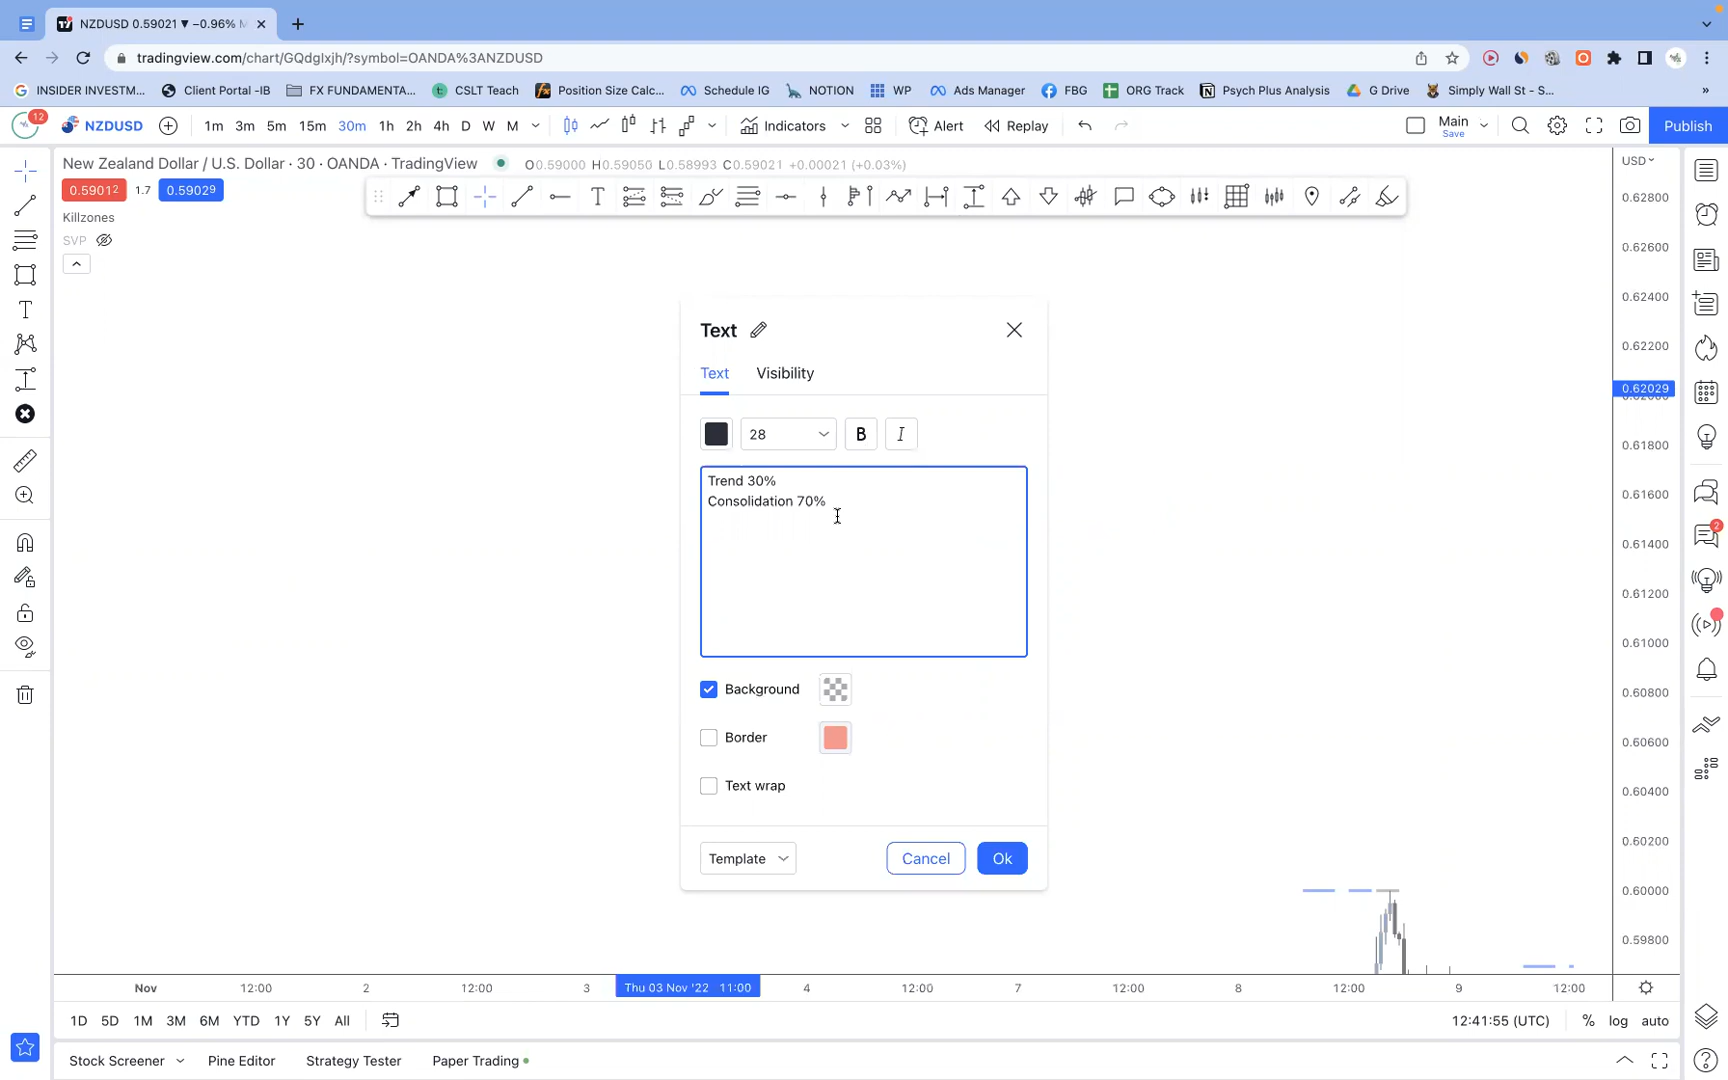 NZDUSD 0.59021 ▼ −0.96% M
tradingview.com/chart/GQdglxjh/?symbol=OANDA%3ANZDUSD
INSIDER INVESTM...
Client Portal -IB
FX FUNDAMENTA...
CSLT Teach
Position Size Calc...
Schedule IG
NOTION
WP
Ads Manager
FBG
ORG Track
Psych Plus Analysis
G Drive
Simply Wall St - S...
»
12
NZDUSD
1m 3m 5m 15m 30m 1h 2h 4h D W M
Indicators
Alert
Replay
Main
Save
Publish
New Zealand Dollar / U.S. Dollar · 30 · OANDA · TradingView
O0.59000 H0.59050 L0.58993 C0.59021 +0.00021 (+0.03%)
USD
0.59012 1.7 0.59029
Killzones
SVP
0.62800
0.62600
0.62400
0.62200
0.62029
0.61800
0.61600
0.61400
0.61200
0.61000
0.60800
0.60600
0.60400
0.60200
0.60000
0.59800
Text
Text Visibility
28 B I
Trend 30%
Consolidation 70%
Background
Border
Text wrap
Template
Cancel
Ok
2
Nov 12:00 2 12:00 3 Thu 03 Nov '22 11:00 4 12:00 7 12:00 8 12:00 9 12:00
1D 5D 1M 3M 6M YTD 1Y 5Y All
12:41:55 (UTC) % log auto
Stock Screener
Pine Editor
Strategy Tester
Paper Trading